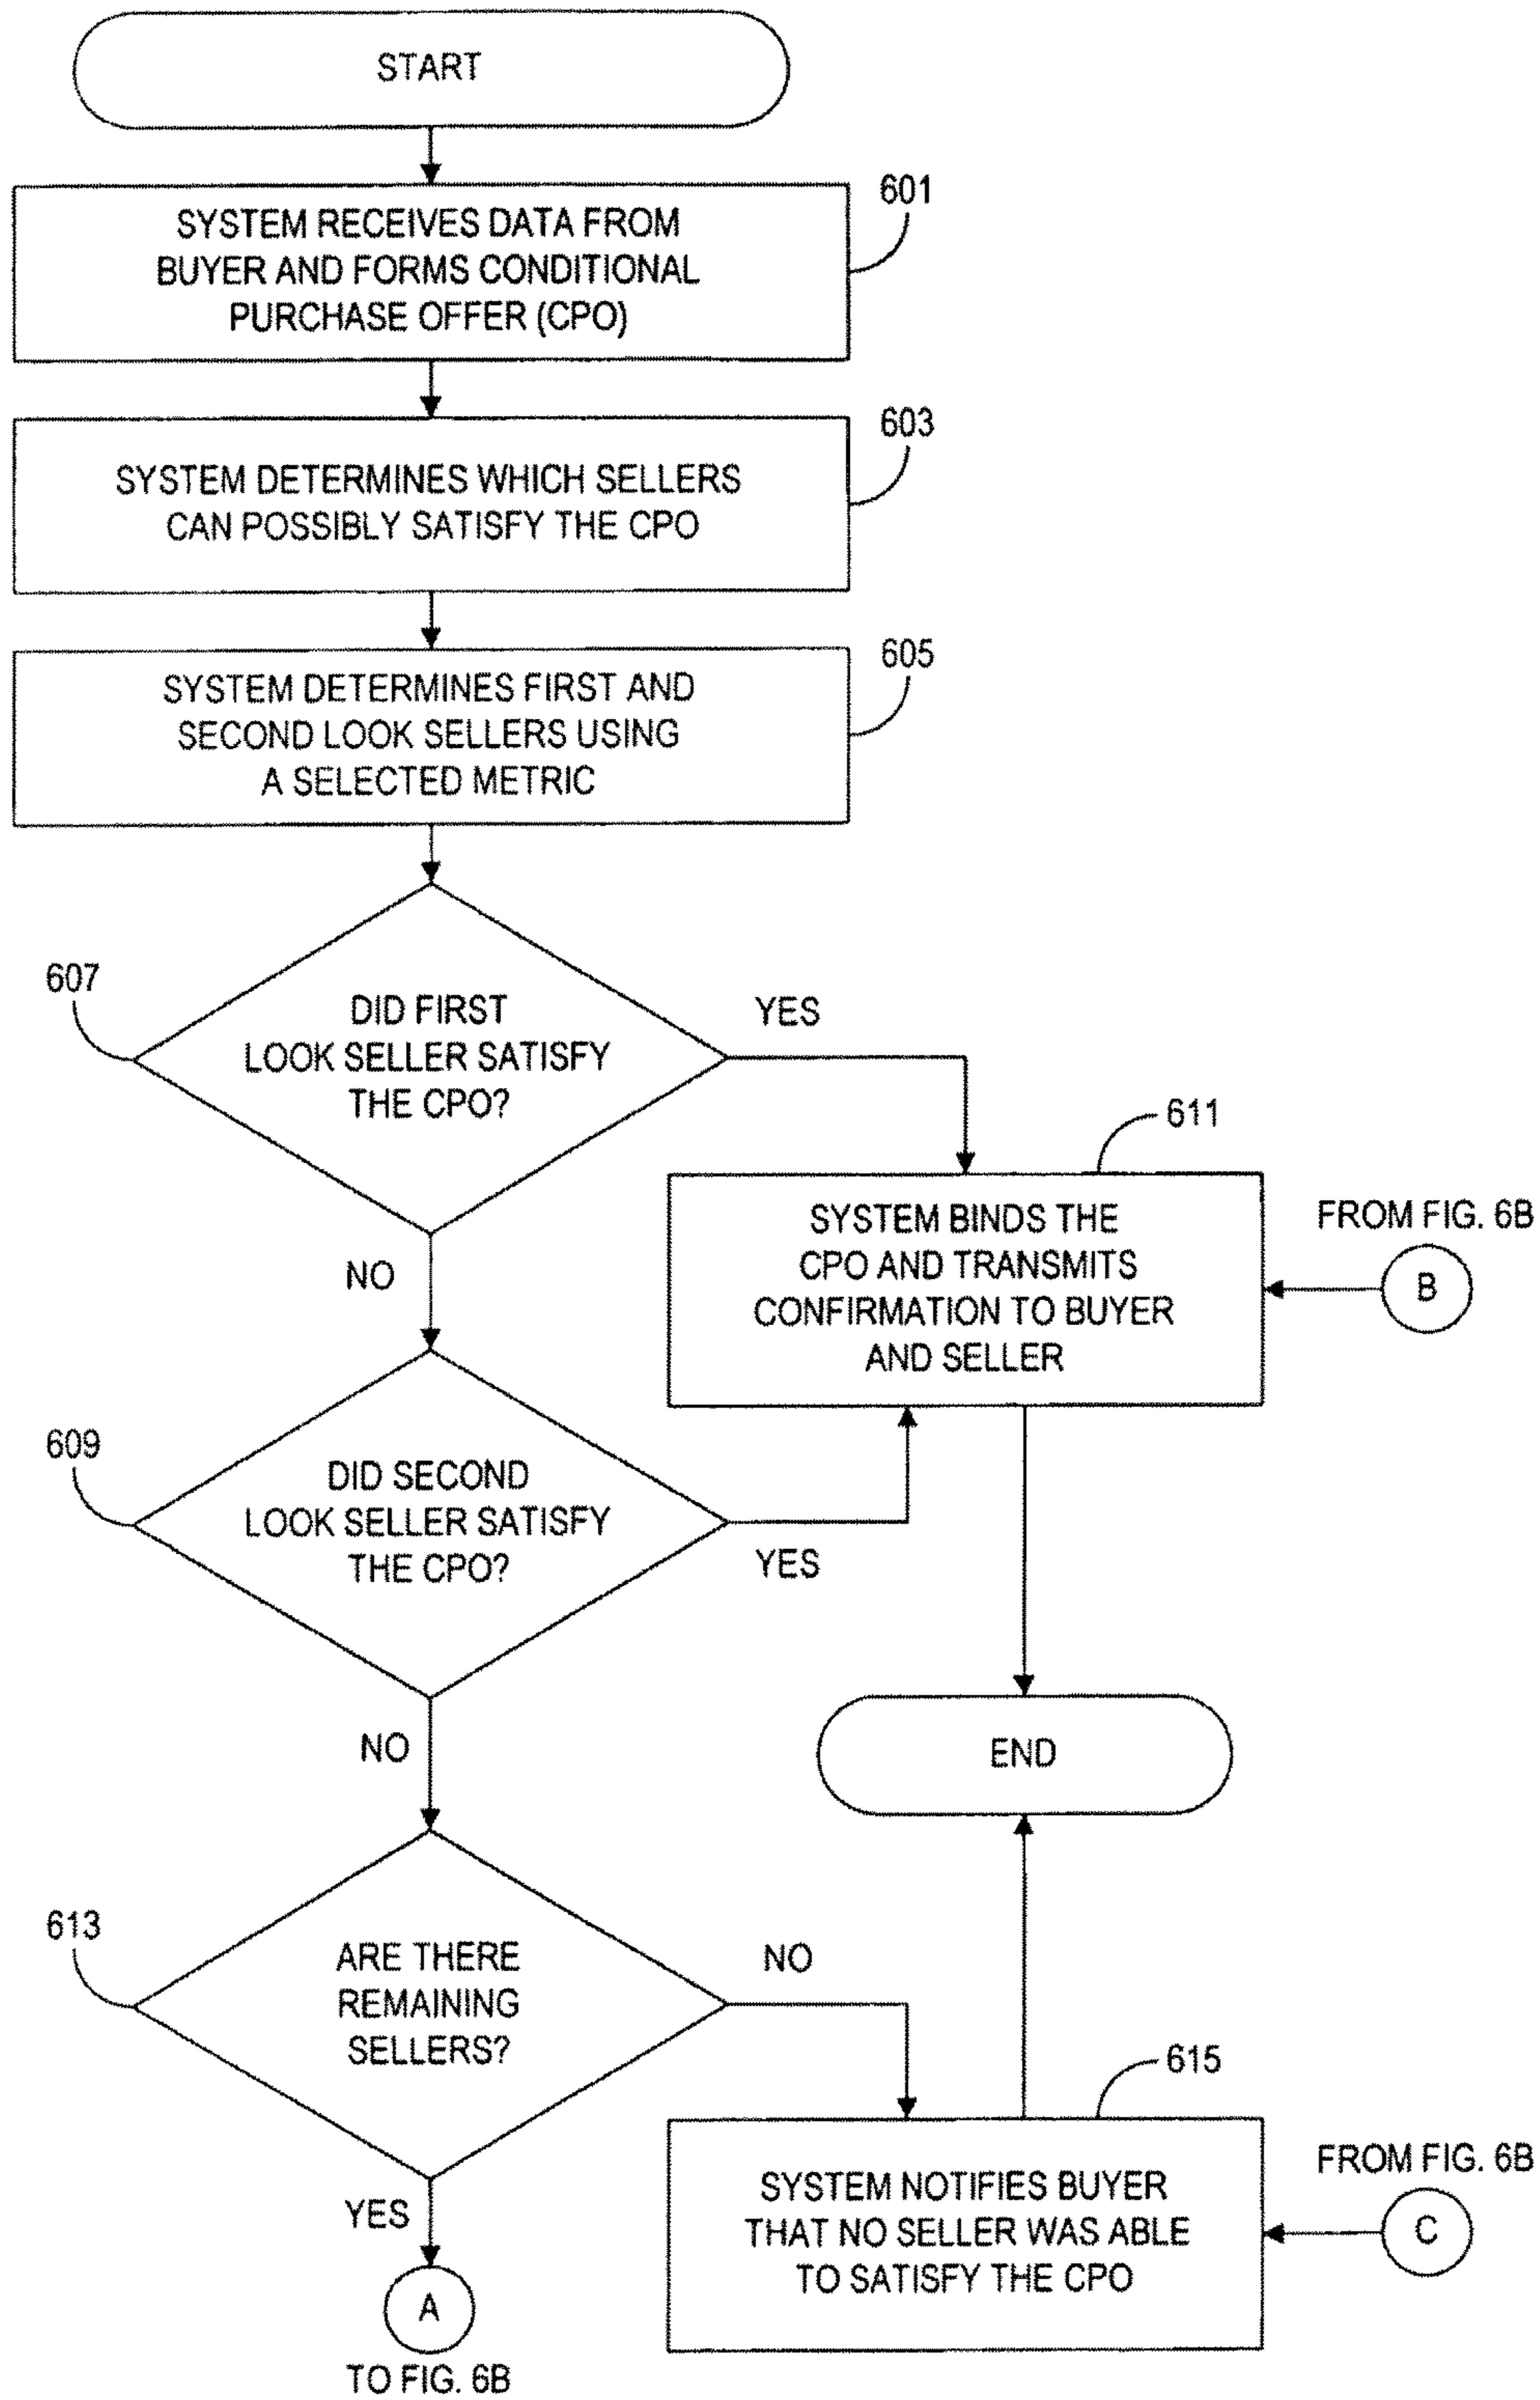 START
601
SYSTEM RECEIVES DATA FROM
BUYER AND FORMS CONDITIONAL
PURCHASE OFFER (CPO)
603
SYSTEM DETERMINES WHICH SELLERS
CAN POSSIBLY SATISFY THE CPO
605
SYSTEM DETERMINES FIRST AND
SECOND LOOK SELLERS USING
A SELECTED METRIC
607
DID FIRST
LOOK SELLER SATISFY
THE CPO?
YES
NO
611
SYSTEM BINDS THE
CPO AND TRANSMITS
CONFIRMATION TO BUYER
AND SELLER
FROM FIG. 6B
B
609
DID SECOND
LOOK SELLER SATISFY
THE CPO?
YES
NO
END
613
ARE THERE
REMAINING
SELLERS?
NO
YES
615
SYSTEM NOTIFIES BUYER
THAT NO SELLER WAS ABLE
TO SATISFY THE CPO
FROM FIG. 6B
C
A
TO FIG. 6B